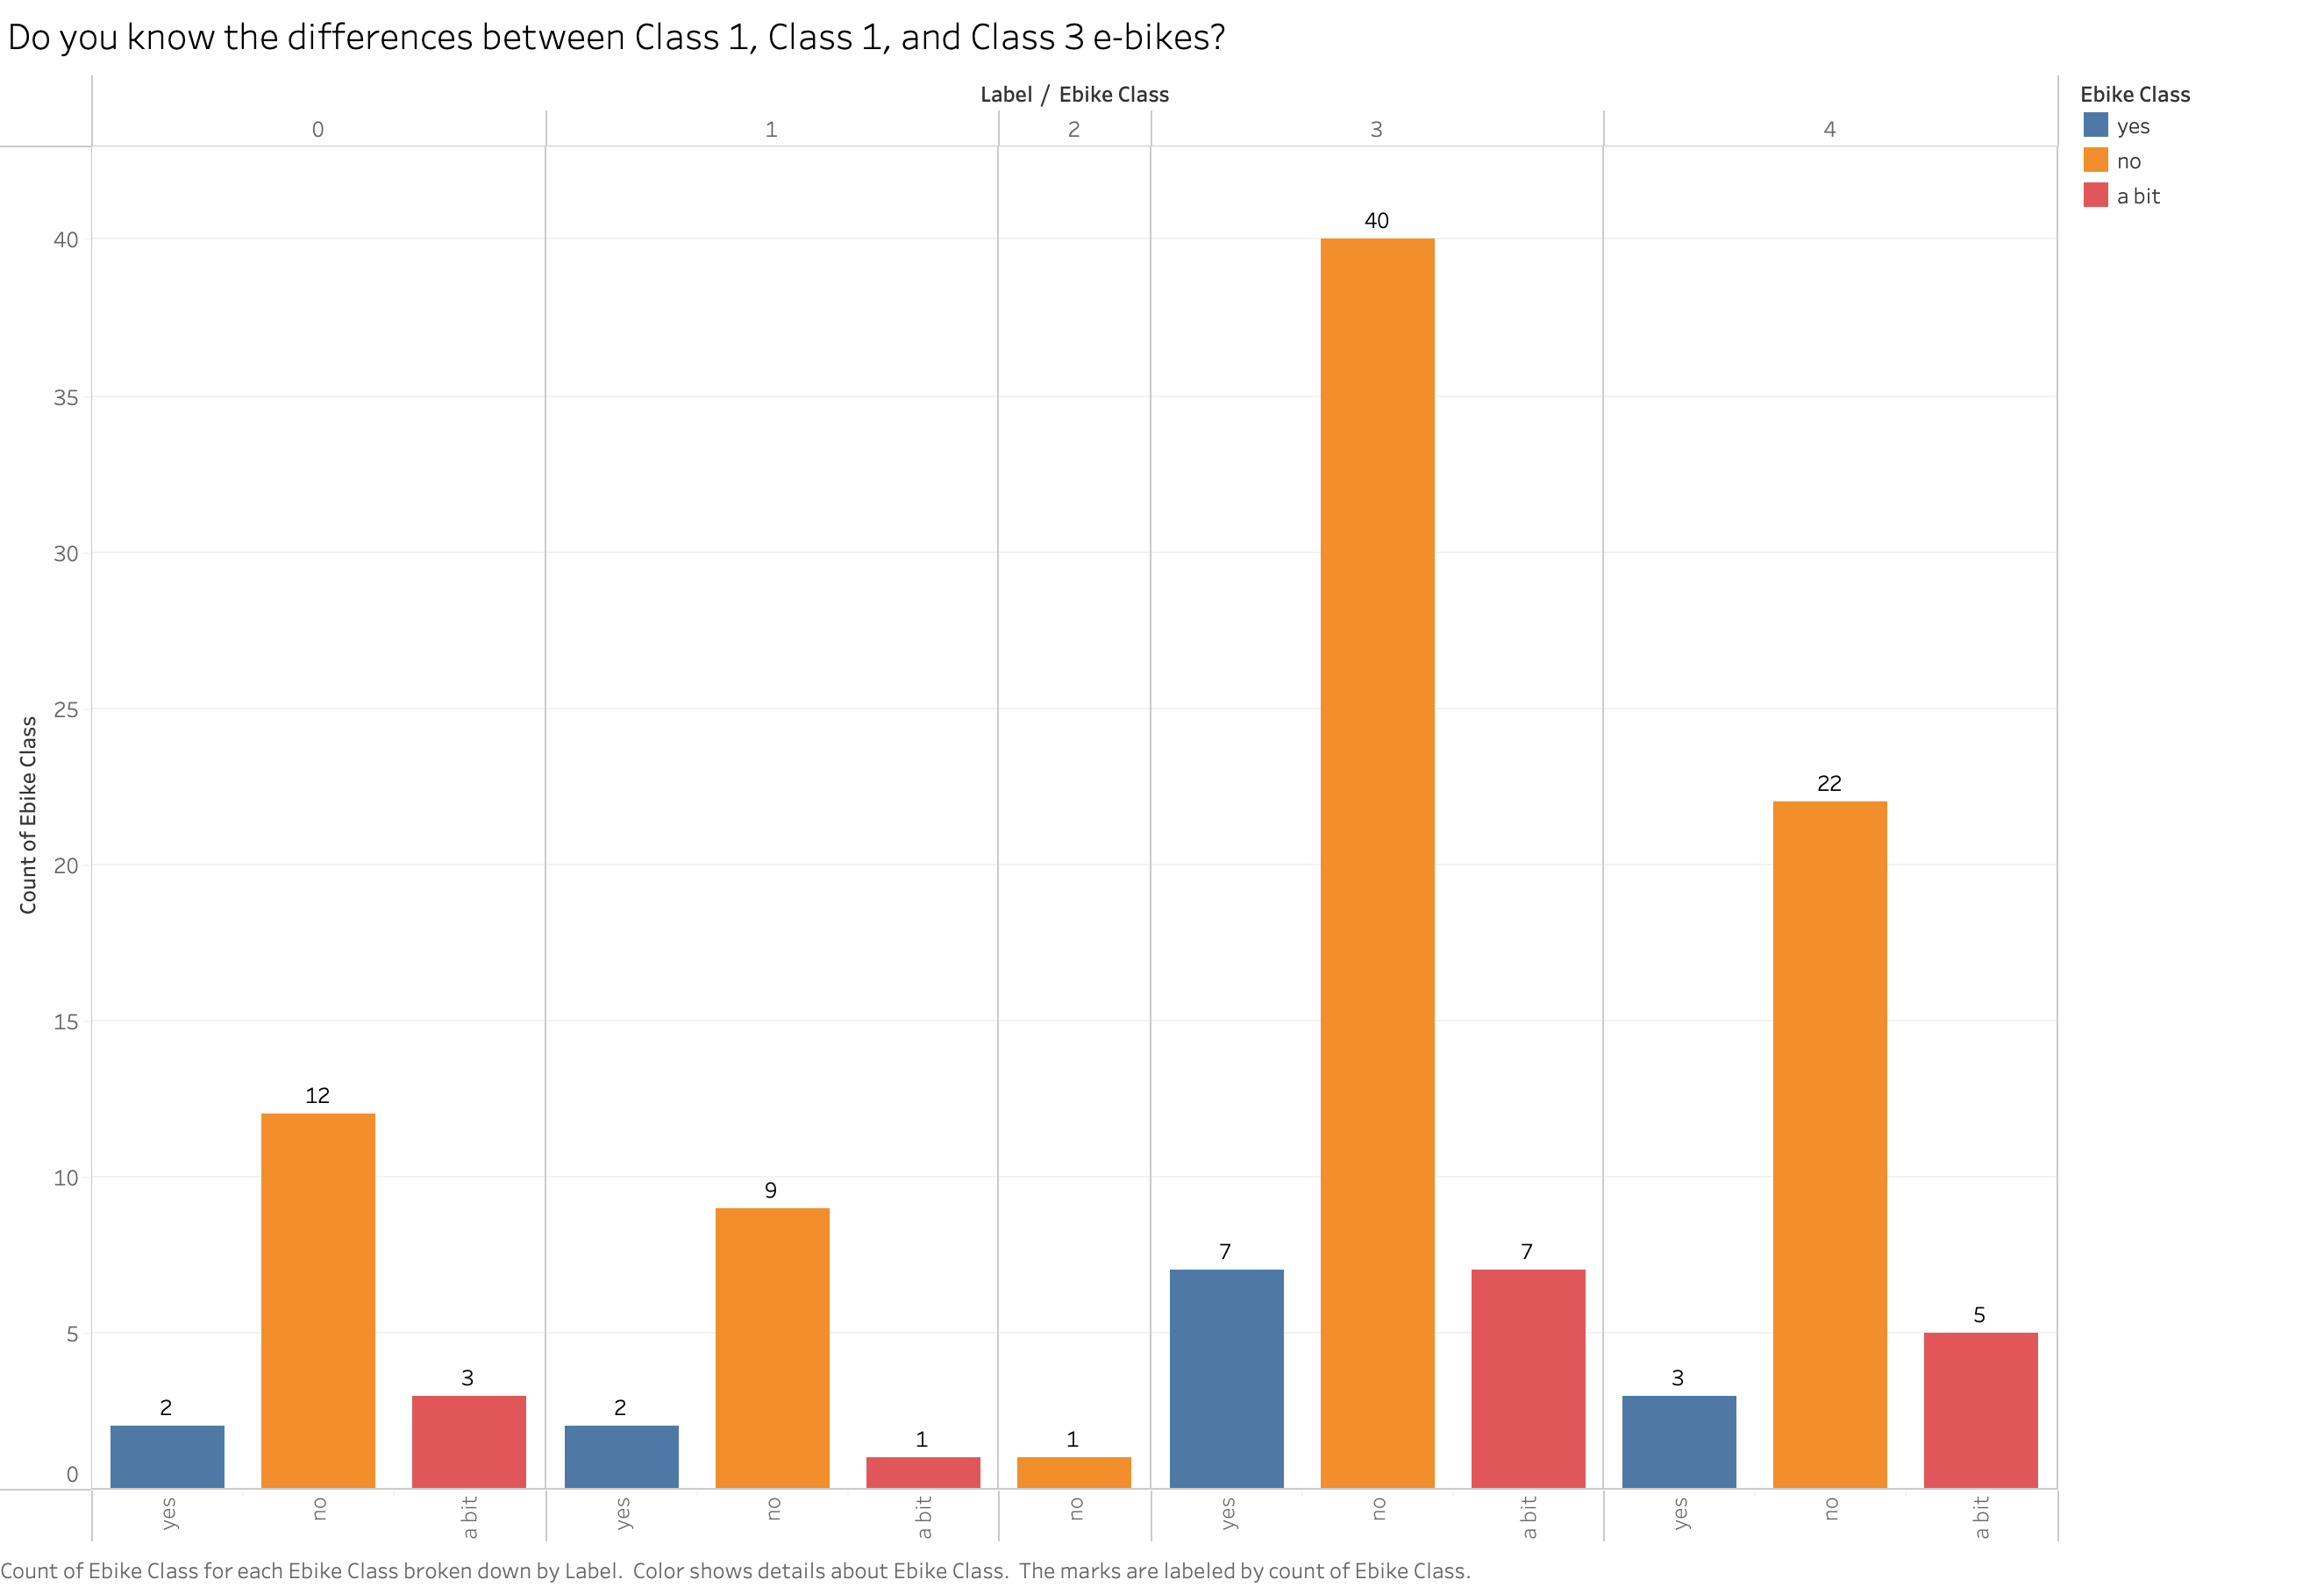 Do you know the differences between Class 1, Class 1, and Class 3 e-bikes?
Label / Ebike Class
0 1 2 3 4
Ebike Class
yes
no
a bit
Count of Ebike Class
40
35
30
25
20
15
10
5
0
2 12 3 2 9 1 1 7 40 7 3 22 5
yes no a bit yes no a bit no yes no a bit yes no a bit
Count of Ebike Class for each Ebike Class broken down by Label. Color shows details about Ebike Class. The marks are labeled by count of Ebike Class.